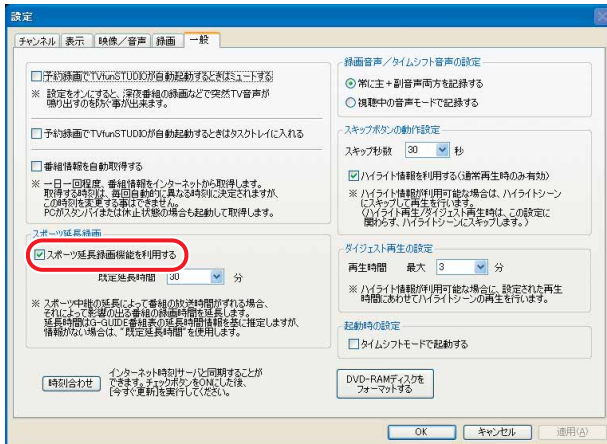 設定
チャンネル 表示 映像／音声 録画 一般
予約録画でTVfunSTUDIOが自動起動するときはミュートする
※ 設定をオンにすると、深夜番組の録画などで突然TV音声が
鳴り出すのを防ぐ事が出来ます。
予約録画でTVfunSTUDIOが自動起動するときはタスクトレイに入れる
番組情報を自動取得する
※ 一日一回程度、番組情報をインターネットから取得します。
取得する時刻は、毎回自動的に異なる時刻に決定されますが、
この時刻を変更する事はできません。
PCがスタンバイまたは休止状態の場合も起動して取得します。
スポーツ延長録画
スポーツ延長録画機能を利用する
既定延長時間 30 分
※ スポーツ中継の延長によって番組の放送時間がずれる場合、
それによって影響の出る番組の録画時間を延長します。
延長時間はG-GUIDE番組表の延長時間情報を基に推定しますが、
情報がない場合は、“既定延長時間”を使用します。
時刻合わせ
インターネット時刻サーバと同期することが
できます。チェックボタンをONにした後、
[今すぐ更新]を実行してください。
録画音声／タイムシフト音声の設定
常に主＋副音声両方を記録する
視聴中の音声モードで記録する
スキップボタンの動作設定
スキップ秒数 30 秒
ハイライト情報を利用する(通常再生時のみ有効)
※ ハイライト情報が利用可能な場合は、ハイライトシーン
にスキップして再生を行います。
(ハイライト再生/ダイジェスト再生時は、この設定に
関わらず、ハイライトシーンにスキップします。)
ダイジェスト再生の設定
再生時間 最大 3 分
※ ハイライト情報が利用可能な場合に、設定された再生
時間にあわせてハイライトシーンの再生を行います。
起動時の設定
タイムシフトモードで起動する
DVD-RAMディスクを
フォーマットする
OK キャンセル 適用(A)